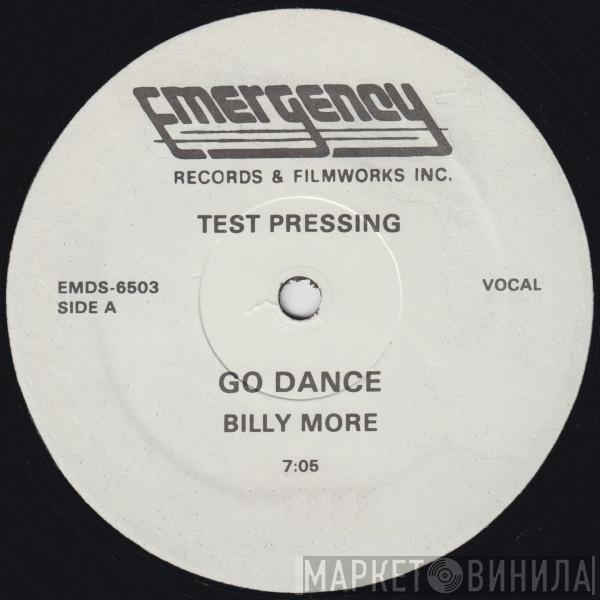 Emergency
RECORDS & FILMWORKS INC.
TEST PRESSING
EMDS-6503
SIDE A
VOCAL
GO DANCE
BILLY MORE
7:05
МАРКЕТ ВИНИЛА